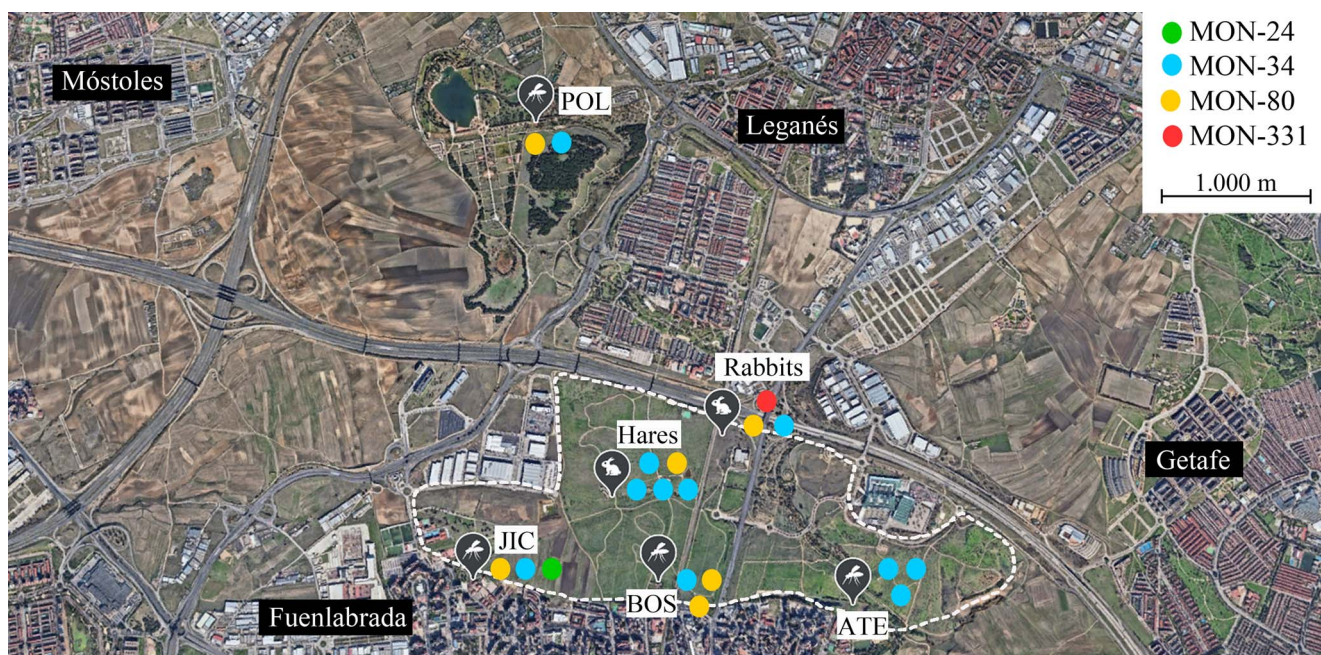 Móstoles
POL
Leganés
MON-24
MON-34
MON-80
MON-331
1.000 m
Rabbits
Hares
Getafe
JIC
BOS
ATE
Fuenlabrada